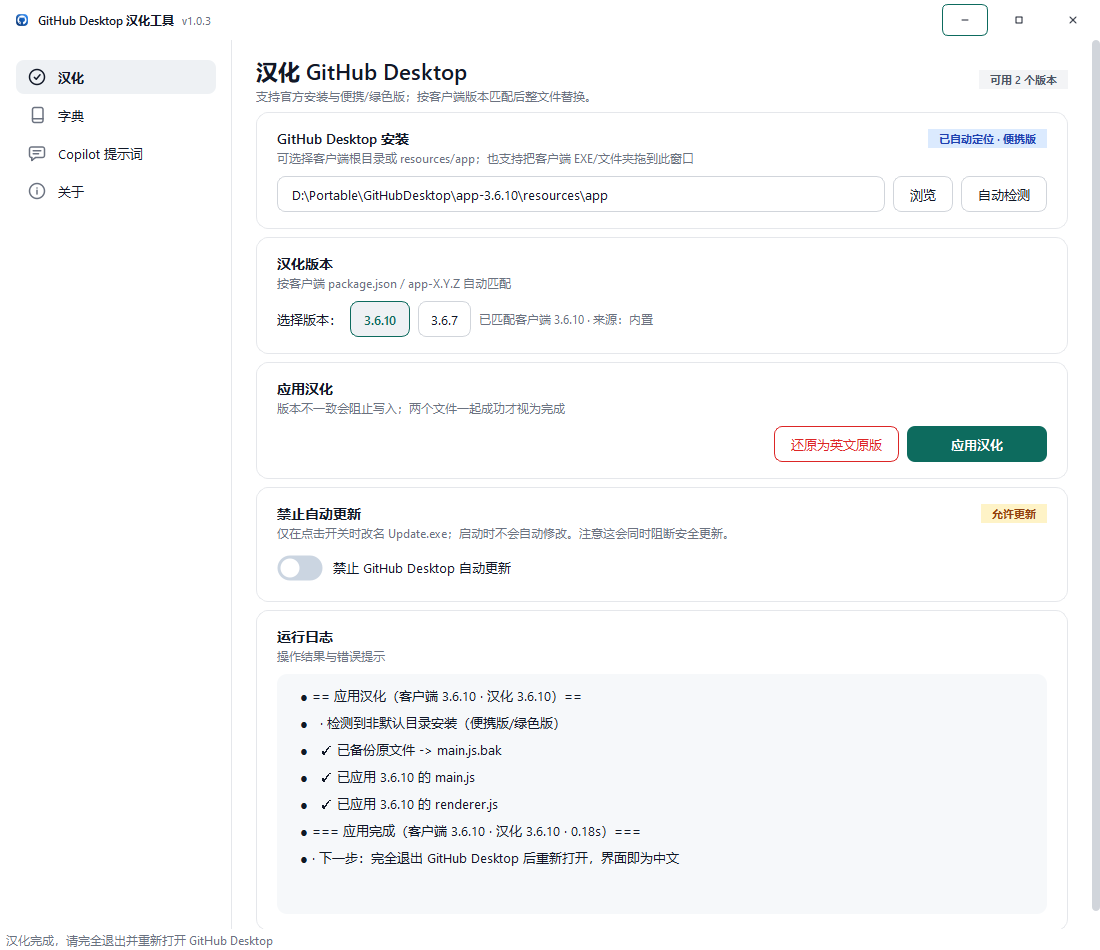 GitHub Desktop 汉化工具 v1.0.3
汉化
字典
Copilot 提示词
关于
汉化 GitHub Desktop
可用 2 个版本
支持官方安装与便携/绿色版；按客户端版本匹配后整文件替换。
GitHub Desktop 安装
已自动定位 · 便携版
可选择客户端根目录或 resources/app；也支持把客户端 EXE/文件夹拖到此窗口
D:\Portable\GitHubDesktop\app-3.6.10\resources\app
浏览
自动检测
汉化版本
按客户端 package.json / app-X.Y.Z 自动匹配
选择版本： 3.6.10 3.6.7 已匹配客户端 3.6.10 · 来源：内置
应用汉化
版本不一致会阻止写入；两个文件一起成功才视为完成
还原为英文原版
应用汉化
禁止自动更新
允许更新
仅在点击开关时改名 Update.exe；启动时不会自动修改。注意这会同时阻断安全更新。
禁止 GitHub Desktop 自动更新
运行日志
操作结果与错误提示
● == 应用汉化（客户端 3.6.10 · 汉化 3.6.10）==
● · 检测到非默认目录安装（便携版/绿色版）
● ✓ 已备份原文件 -> main.js.bak
● ✓ 已应用 3.6.10 的 main.js
● ✓ 已应用 3.6.10 的 renderer.js
● === 应用完成（客户端 3.6.10 · 汉化 3.6.10 · 0.18s）===
● · 下一步：完全退出 GitHub Desktop 后重新打开，界面即为中文
汉化完成，请完全退出并重新打开 GitHub Desktop